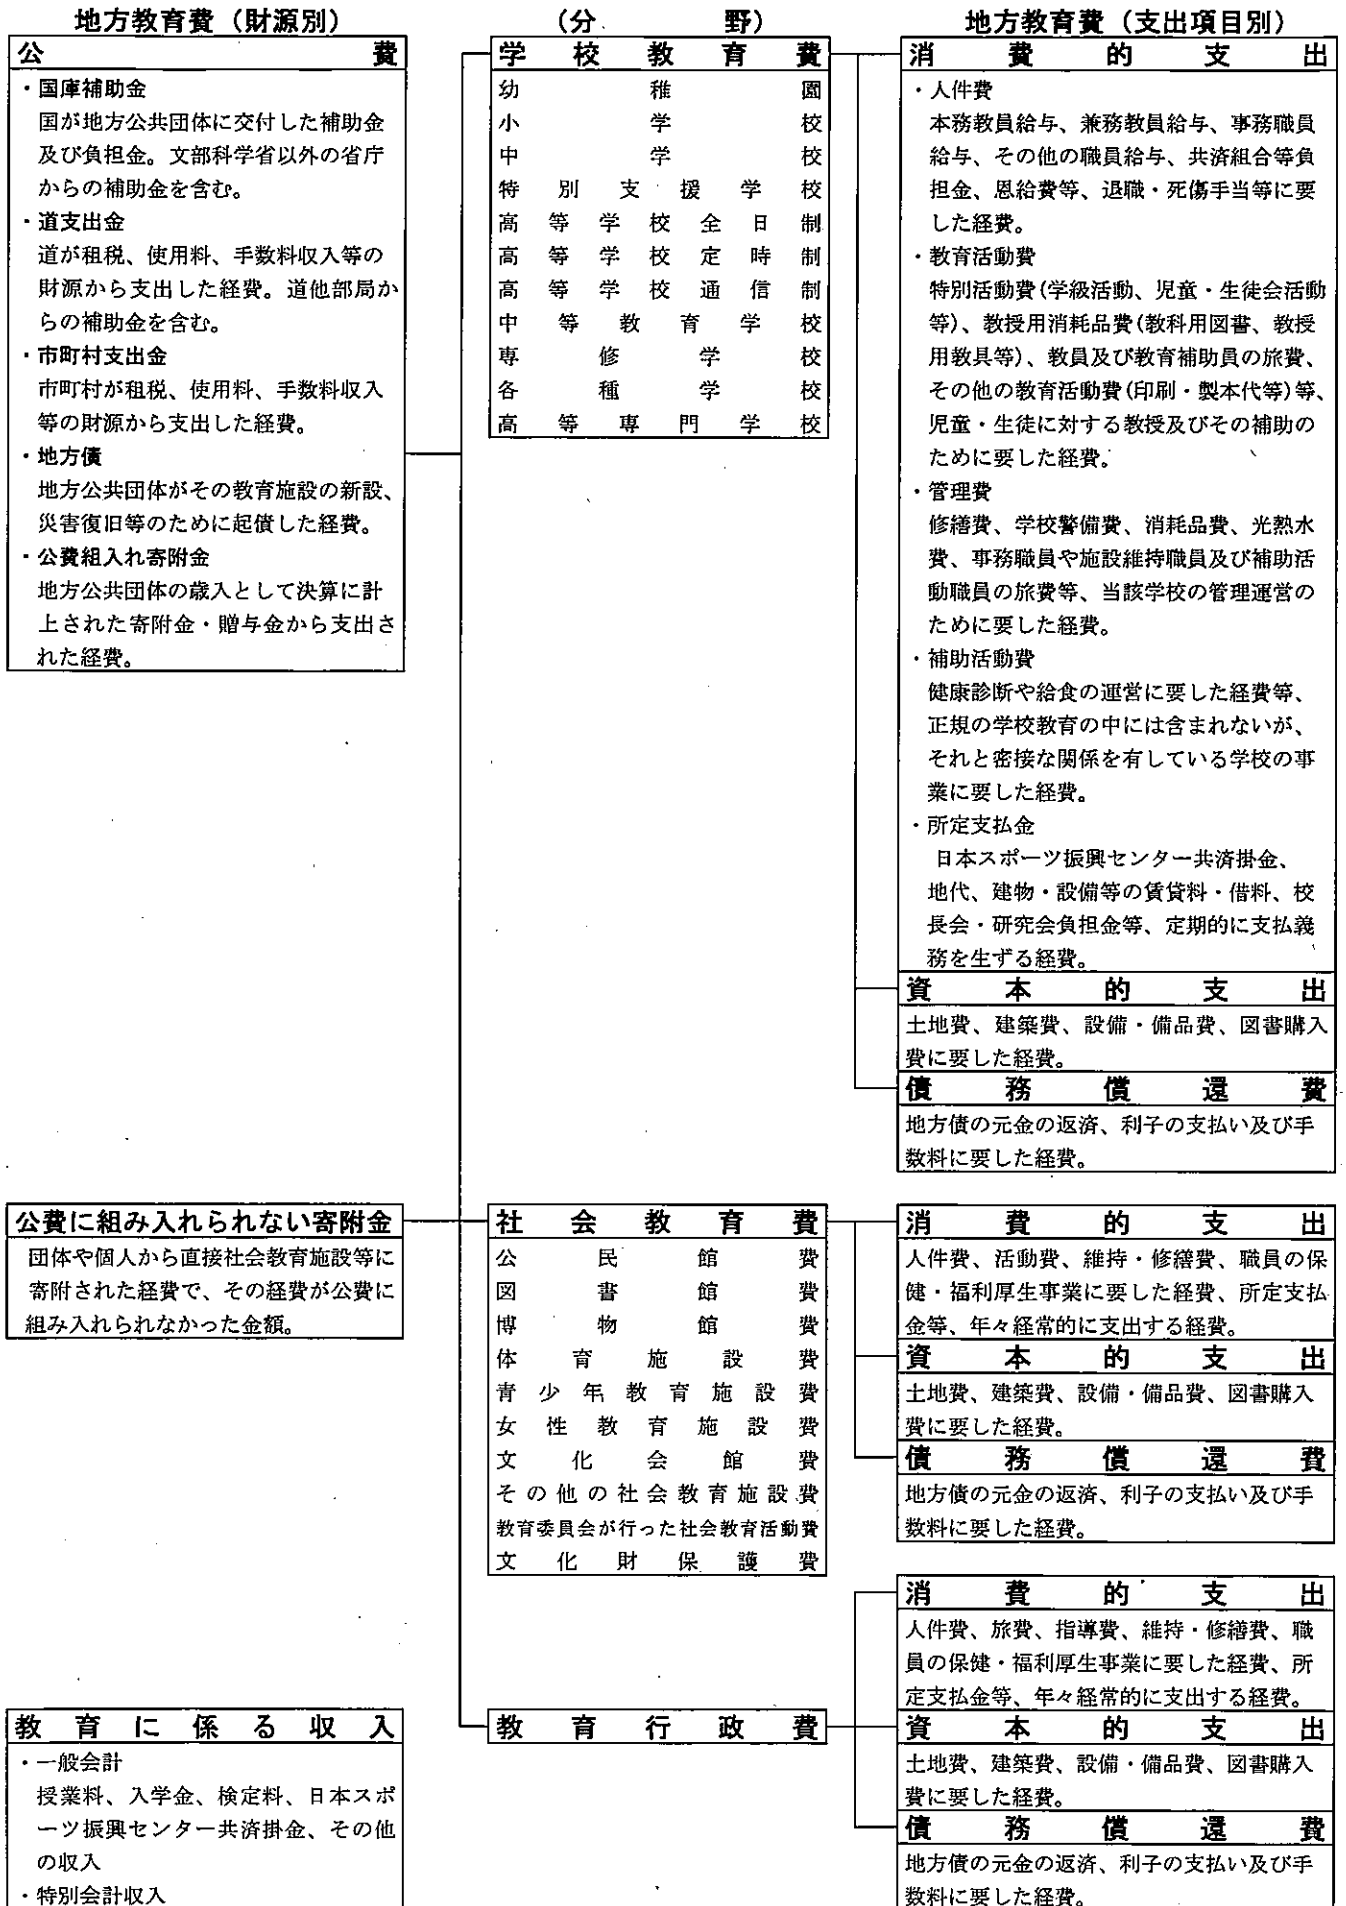 地方教育費（財源別）
公費
・国庫補助金
国が地方公共団体に交付した補助金
及び負担金。文部科学省以外の省庁
からの補助金を含む。
・道支出金
道が租税、使用料、手数料収入等の
財源から支出した経費。道他部局か
らの補助金を含む。
・市町村支出金
市町村が租税、使用料、手数料収入
等の財源から支出した経費。
・地方債
地方公共団体がその教育施設の新設、
災害復旧等のために起債した経費。
・公費組入れ寄附金
地方公共団体の歳入として決算に計
上された寄附金・贈与金から支出さ
れた経費。
公費に組み入れられない寄附金
団体や個人から直接社会教育施設等に
寄附された経費で、その経費が公費に
組み入れられなかった金額。
教育に係る収入
・一般会計
授業料、入学金、検定料、日本スポ
ーツ振興センター共済掛金、その他
の収入
・特別会計収入
（分野）
学校教育費
幼稚園
小学校
中学校
特別支援学校
高等学校全日制
高等学校定時制
高等学校通信制
中等教育学校
専修学校
各種学校
高等専門学校
社会教育費
公民館費
図書館費
博物館費
体育施設費
青少年教育施設費
女性教育施設費
文化会館費
その他の社会教育施設費
教育委員会が行った社会教育活動費
文化財保護費
教育行政費
地方教育費（支出項目別）
消費的支出
・人件費
本務教員給与、兼務教員給与、事務職員
給与、その他の職員給与、共済組合等負
担金、恩給費等、退職・死傷手当等に要
した経費。
・教育活動費
特別活動費(学級活動、児童・生徒会活動
等)、教授用消耗品費(教科用図書、教授
用教具等)、教員及び教育補助員の旅費、
その他の教育活動費(印刷・製本代等)等、
児童・生徒に対する教授及びその補助の
ために要した経費。
・管理費
修繕費、学校警備費、消耗品費、光熱水
費、事務職員や施設維持職員及び補助活
動職員の旅費等、当該学校の管理運営の
ために要した経費。
・補助活動費
健康診断や給食の運営に要した経費等、
正規の学校教育の中には含まれないが、
それと密接な関係を有している学校の事
業に要した経費。
・所定支払金
日本スポーツ振興センター共済掛金、
地代、建物・設備等の賃貸料・借料、校
長会・研究会負担金等、定期的に支払義
務を生ずる経費。
資本的支出
土地費、建築費、設備・備品費、図書購入
費に要した経費。
債務償還費
地方債の元金の返済、利子の支払い及び手
数料に要した経費。
消費的支出
人件費、活動費、維持・修繕費、職員の保
健・福利厚生事業に要した経費、所定支払
金等、年々経常的に支出する経費。
資本的支出
土地費、建築費、設備・備品費、図書購入
費に要した経費。
債務償還費
地方債の元金の返済、利子の支払い及び手
数料に要した経費。
消費的支出
人件費、旅費、指導費、維持・修繕費、職
員の保健・福利厚生事業に要した経費、所
定支払金等、年々経常的に支出する経費。
資本的支出
土地費、建築費、設備・備品費、図書購入
費に要した経費。
債務償還費
地方債の元金の返済、利子の支払い及び手
数料に要した経費。